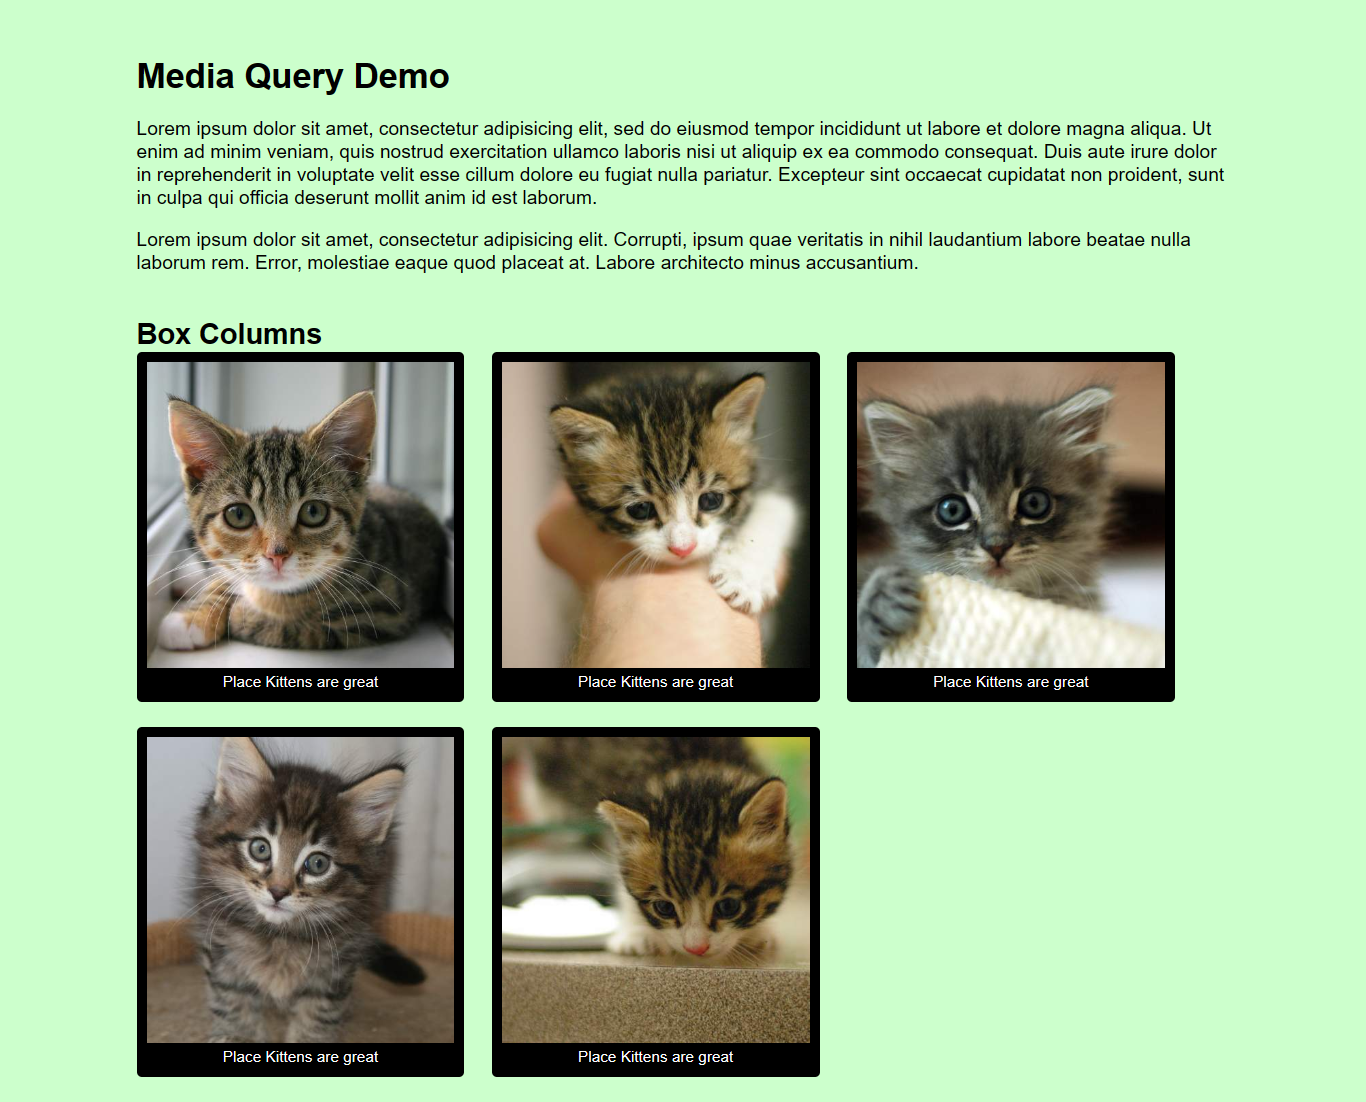 Media Query Demo
Lorem ipsum dolor sit amet, consectetur adipisicing elit, sed do eiusmod tempor incididunt ut labore et dolore magna aliqua. Ut
enim ad minim veniam, quis nostrud exercitation ullamco laboris nisi ut aliquip ex ea commodo consequat. Duis aute irure dolor
in reprehenderit in voluptate velit esse cillum dolore eu fugiat nulla pariatur. Excepteur sint occaecat cupidatat non proident, sunt
in culpa qui officia deserunt mollit anim id est laborum.
Lorem ipsum dolor sit amet, consectetur adipisicing elit. Corrupti, ipsum quae veritatis in nihil laudantium labore beatae nulla
laborum rem. Error, molestiae eaque quod placeat at. Labore architecto minus accusantium.
Box Columns
Place Kittens are great
Place Kittens are great
Place Kittens are great
Place Kittens are great
Place Kittens are great